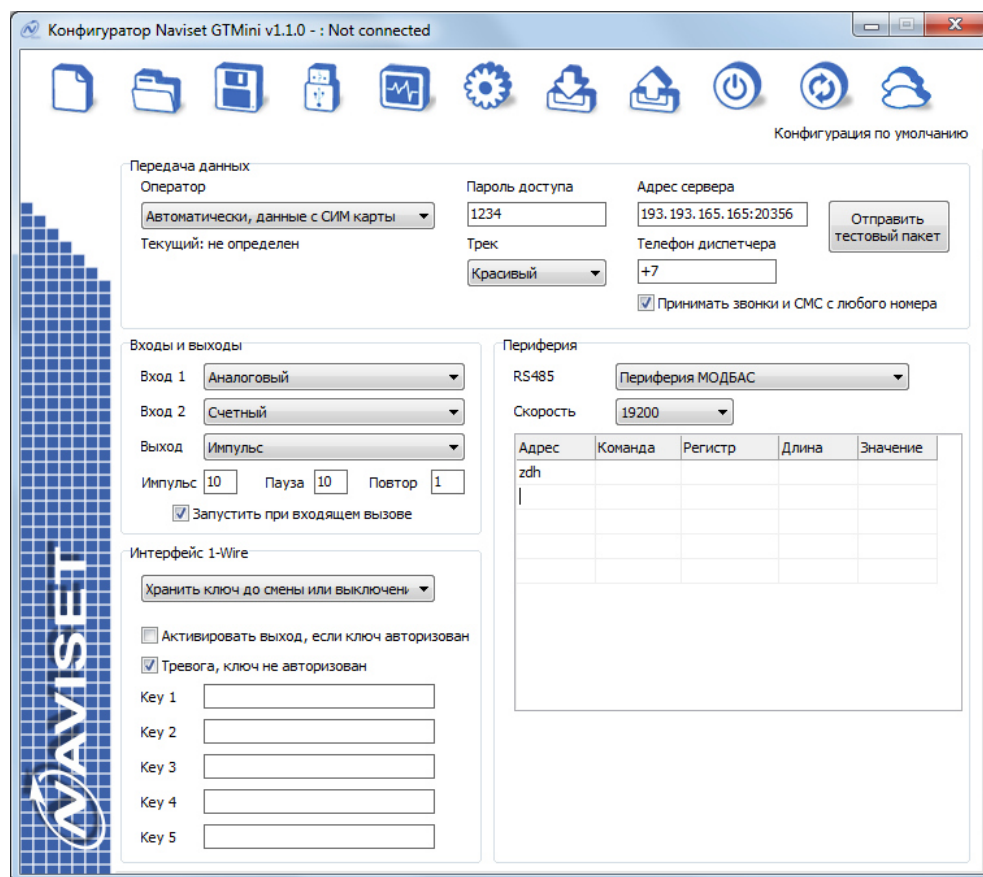 Конфигуратор Naviset GTMini v1.1.0 - : Not connected
Конфигурация по умолчанию
Передача данных
Оператор
Автоматически, данные с СИМ карты
Текущий: не определен
Пароль доступа
1234
Трек
Красивый
Адрес сервера
193.193.165.165:20356
Телефон диспетчера
+7
Принимать звонки и СМС с любого номера
Отправить
тестовый пакет
Входы и выходы
Вход 1 Аналоговый
Вход 2 Счетный
Выход Импульс
Импульс 10 Пауза 10 Повтор 1
Запустить при входящем вызове
Интерфейс 1-Wire
Хранить ключ до смены или выключени
Активировать выход, если ключ авторизован
Тревога, ключ не авторизован
Key 1
Key 2
Key 3
Key 4
Key 5
Периферия
RS485 Периферия МОДБАС
Скорость 19200
Адрес Команда Регистр Длина Значение
zdh
NAVISET